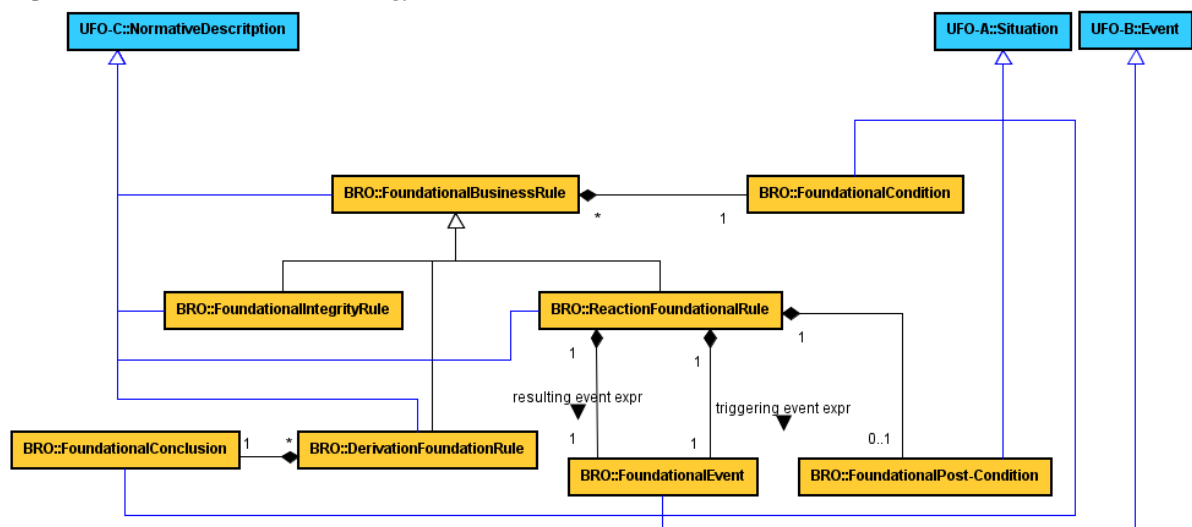 UFO-C::NormativeDescritption
UFO-A::Situation
UFO-B::Event
BRO::FoundationalBusinessRule
BRO::FoundationalCondition
*
1
BRO::FoundationalIntegrityRule
BRO::ReactionFoundationalRule
1
1
1
resulting event expr
triggering event expr
BRO::FoundationalConclusion
1
*
BRO::DerivationFoundationRule
1
1
0..1
BRO::FoundationalEvent
BRO::FoundationalPost-Condition